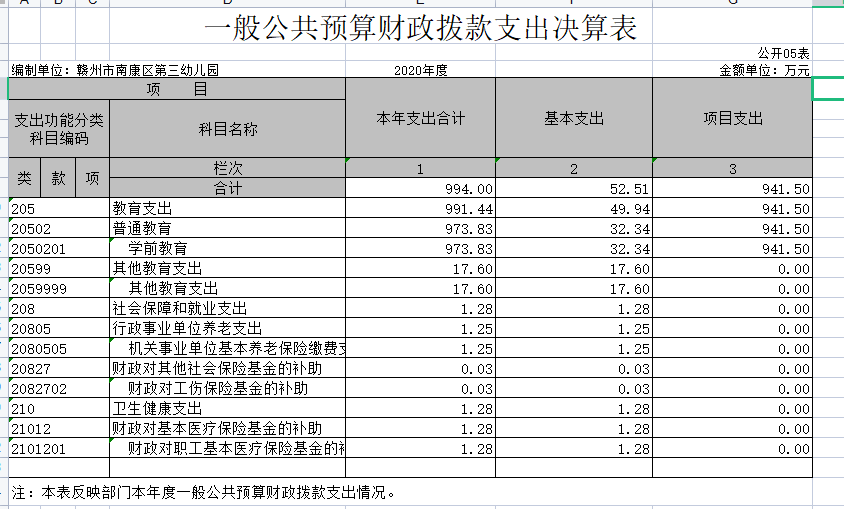 一般公共预算财政拨款支出决算表
公开05表
编制单位：赣州市南康区第三幼儿园 2020年度 金额单位：万元
项 目 本年支出合计 基本支出 项目支出
支出功能分类科目编码 科目名称
类 款 项 栏次 1 2 3
合计 994.00 52.51 941.50
205 教育支出 991.44 49.94 941.50
20502 普通教育 973.83 32.34 941.50
2050201 学前教育 973.83 32.34 941.50
20599 其他教育支出 17.60 17.60 0.00
2059999 其他教育支出 17.60 17.60 0.00
208 社会保障和就业支出 1.28 1.28 0.00
20805 行政事业单位养老支出 1.25 1.25 0.00
2080505 机关事业单位基本养老保险缴费 1.25 1.25 0.00
20827 财政对其他社会保险基金的补助 0.03 0.03 0.00
2082702 财政对工伤保险基金的补助 0.03 0.03 0.00
210 卫生健康支出 1.28 1.28 0.00
21012 财政对基本医疗保险基金的补助 1.28 1.28 0.00
2101201 财政对职工基本医疗保险基金的 1.28 1.28 0.00
注：本表反映部门本年度一般公共预算财政拨款支出情况。